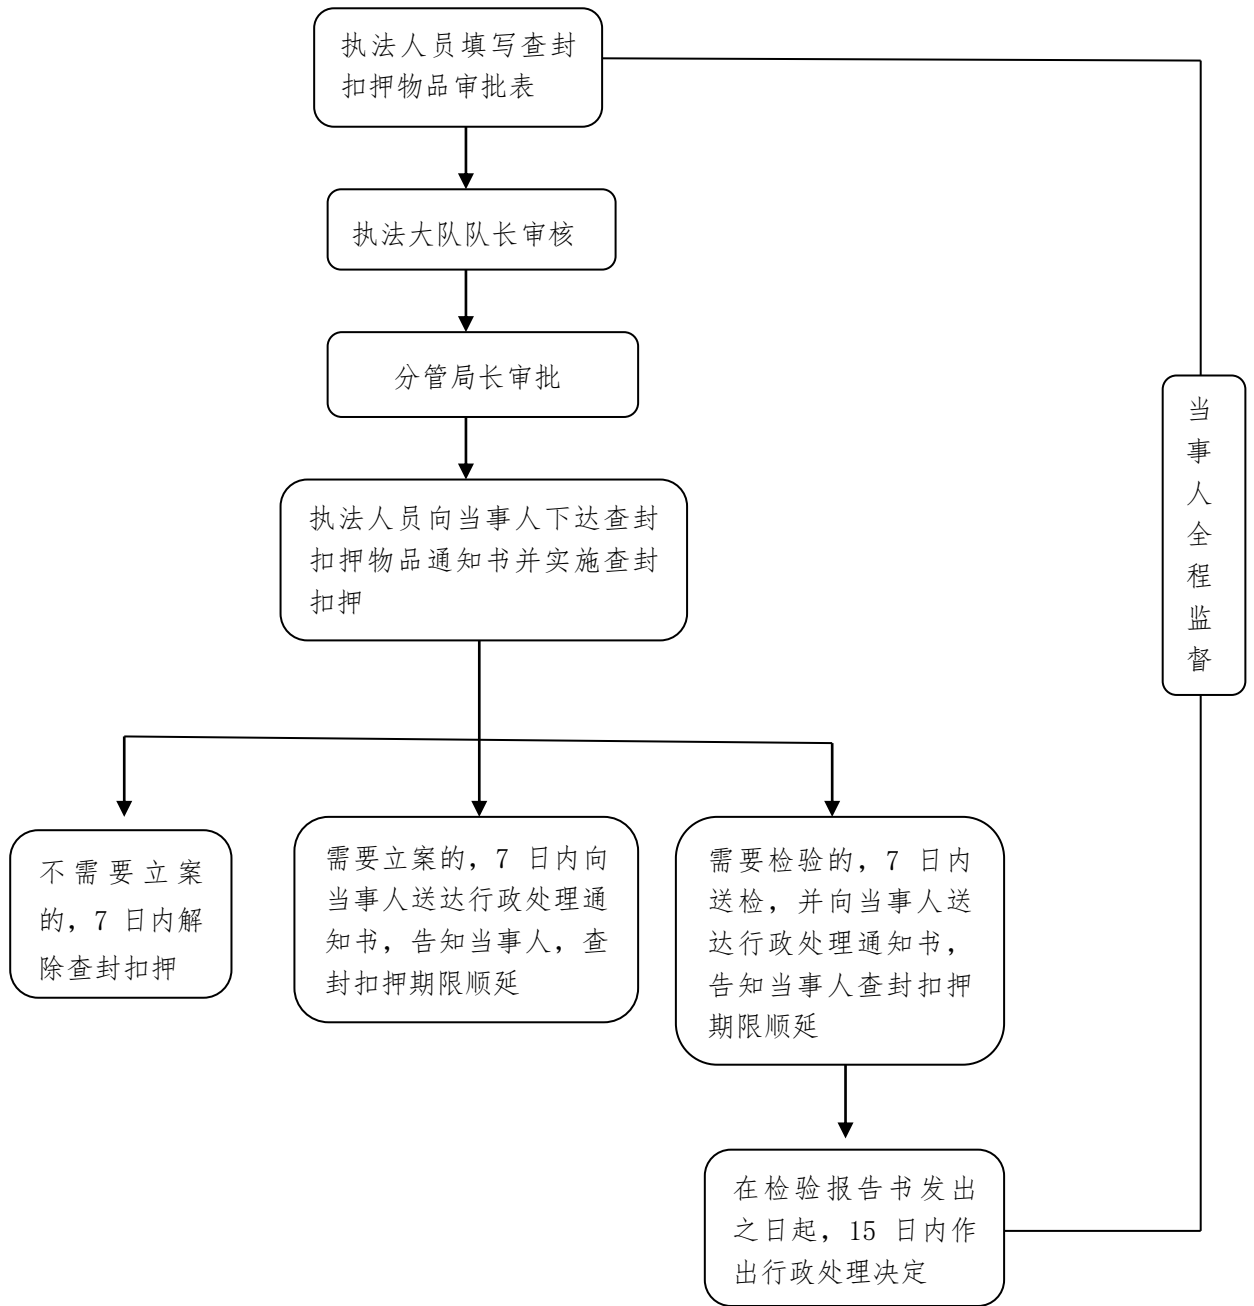 执法人员填写查封
扣押物品审批表
执法大队队长审核
分管局长审批
执法人员向当事人下达查封
扣押物品通知书并实施查封
扣押
当
事
人
全
程
监
督
不需要立案
的，7 日内解
除查封扣押
需要立案的，7 日内向
当事人送达行政处理通
知书，告知当事人，查
封扣押期限顺延
需要检验的，7 日内
送检，并向当事人送
达行政处理通知书，
告知当事人查封扣押
期限顺延
在检验报告书发出
之日起，15 日内作
出行政处理决定